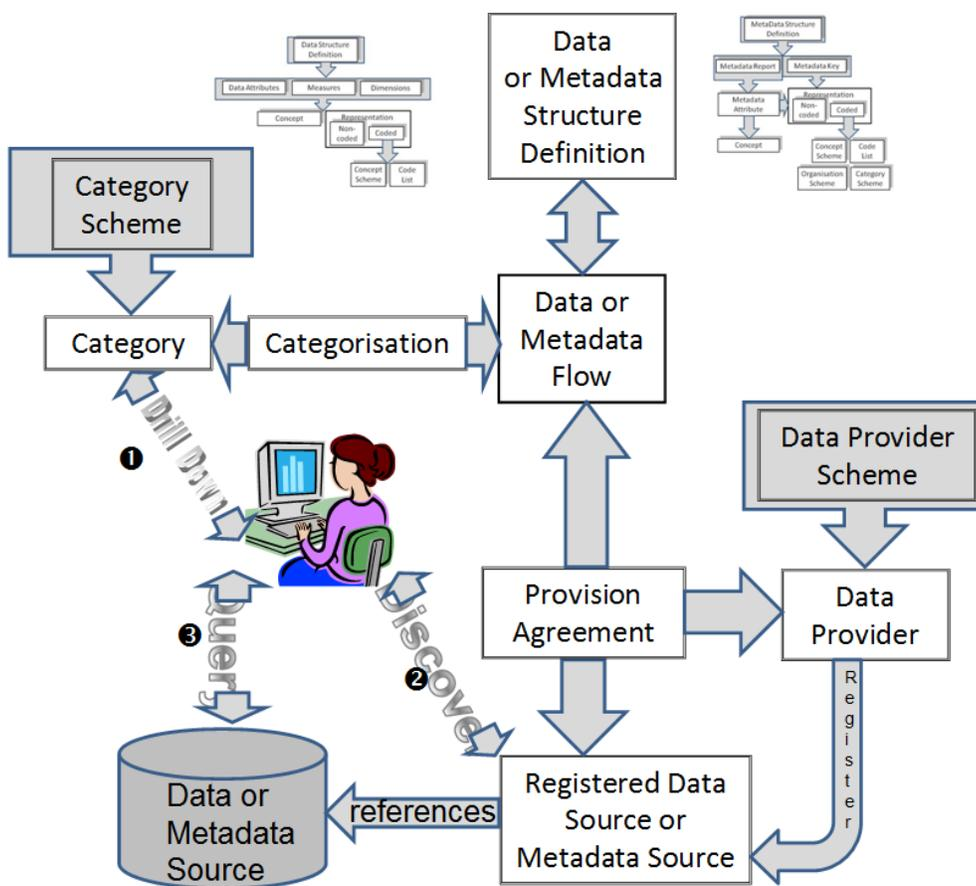 Data
or Metadata
Structure
Definition
Data Structure
Definition
Data Attributes
Measures
Dimensions
Concept
Representation
Non-
coded
Coded
Concept
Scheme
Code
List
MetaData Structure
Definition
Metadata Report
Metadata Key
Metadata
Attribute
Representation
Non-
coded
Coded
Concept
Concept
Scheme
Code
List
Organisation
Scheme
Category
Scheme
Category
Scheme
Category
Categorisation
Data or
Metadata
Flow
❶
Drill Down
Data Provider
Scheme
Provision
Agreement
Data
Provider
❸
Query
❷
Discover
Register
Data or
Metadata
Source
references
Registered Data
Source or
Metadata Source